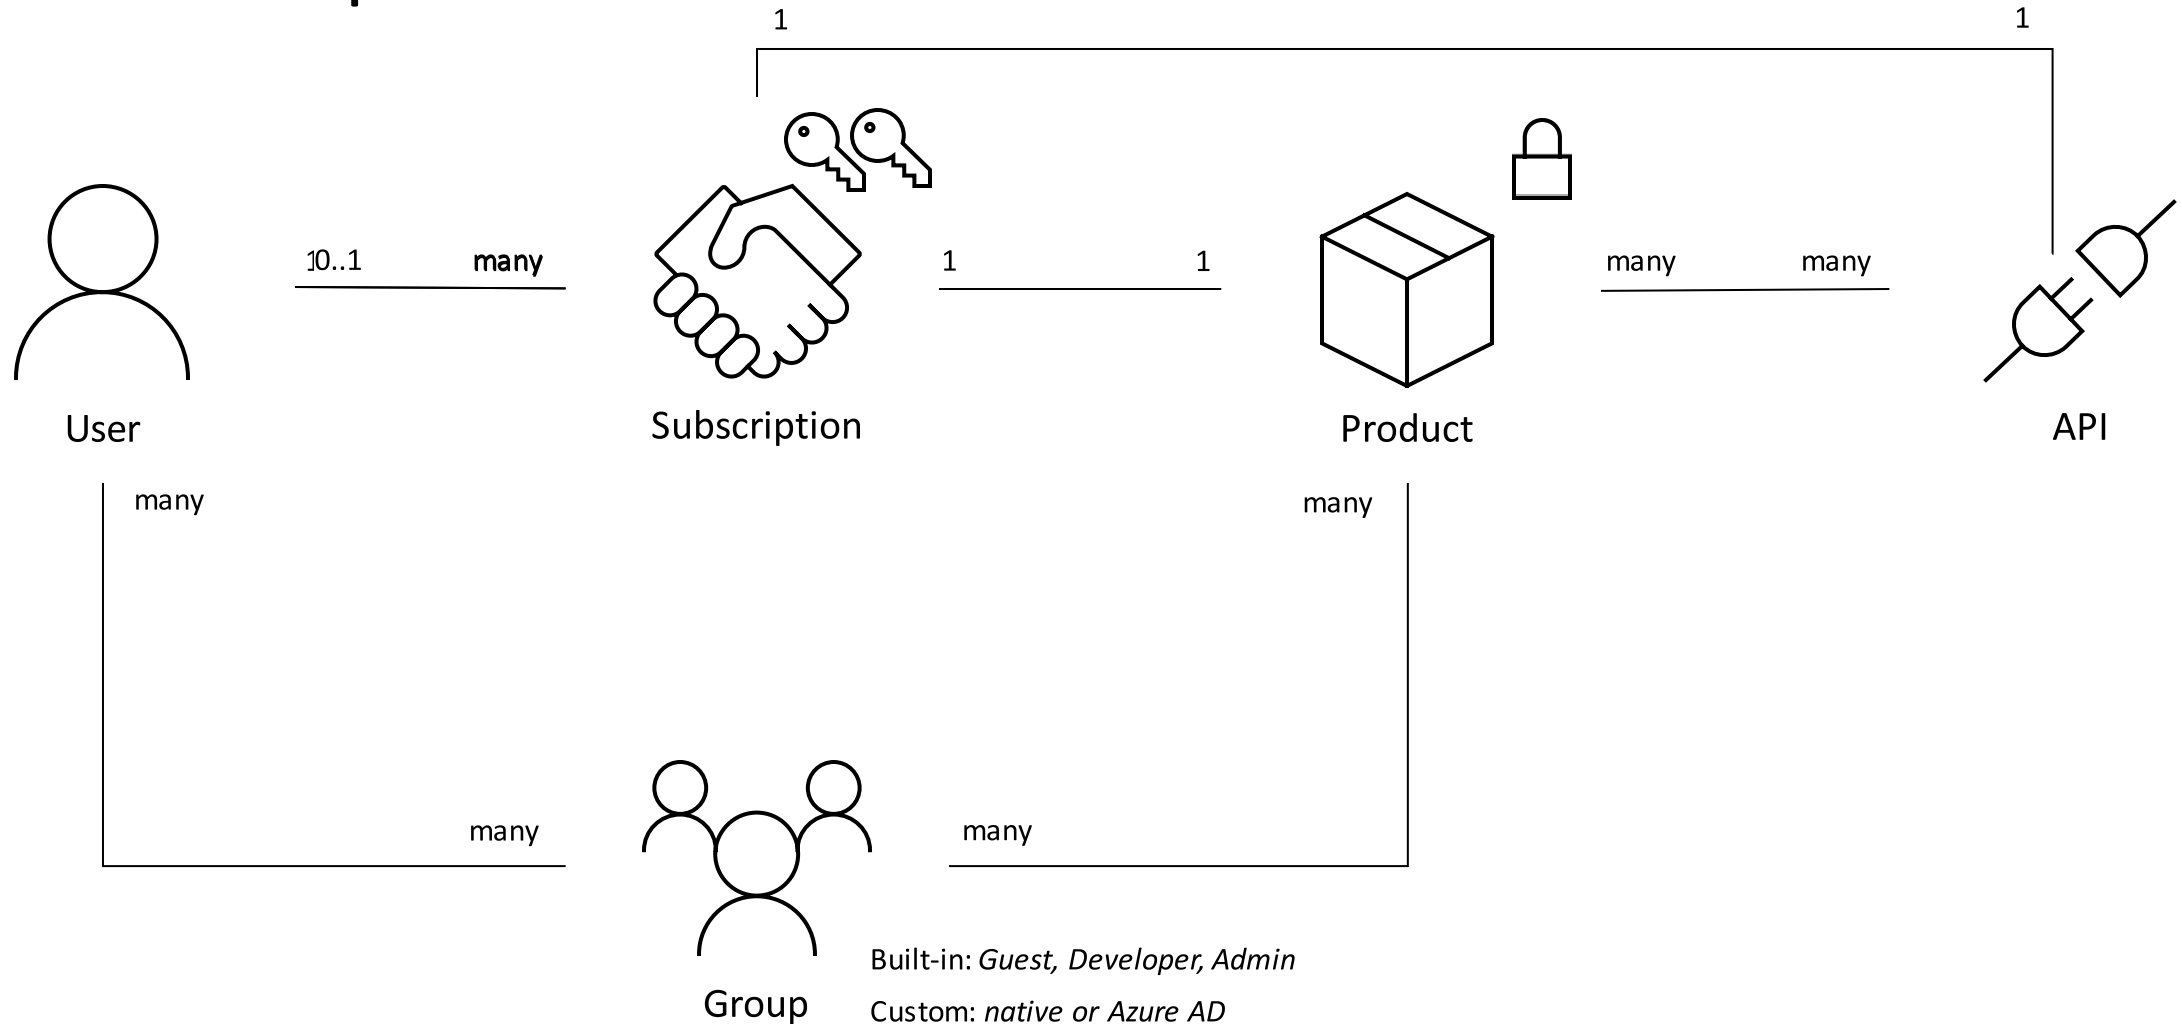 1 1
10..1 many 1 1 many many
User Subscription Product API
many many
many many
Built-in: Guest, Developer, Admin
Group Custom: native or Azure AD